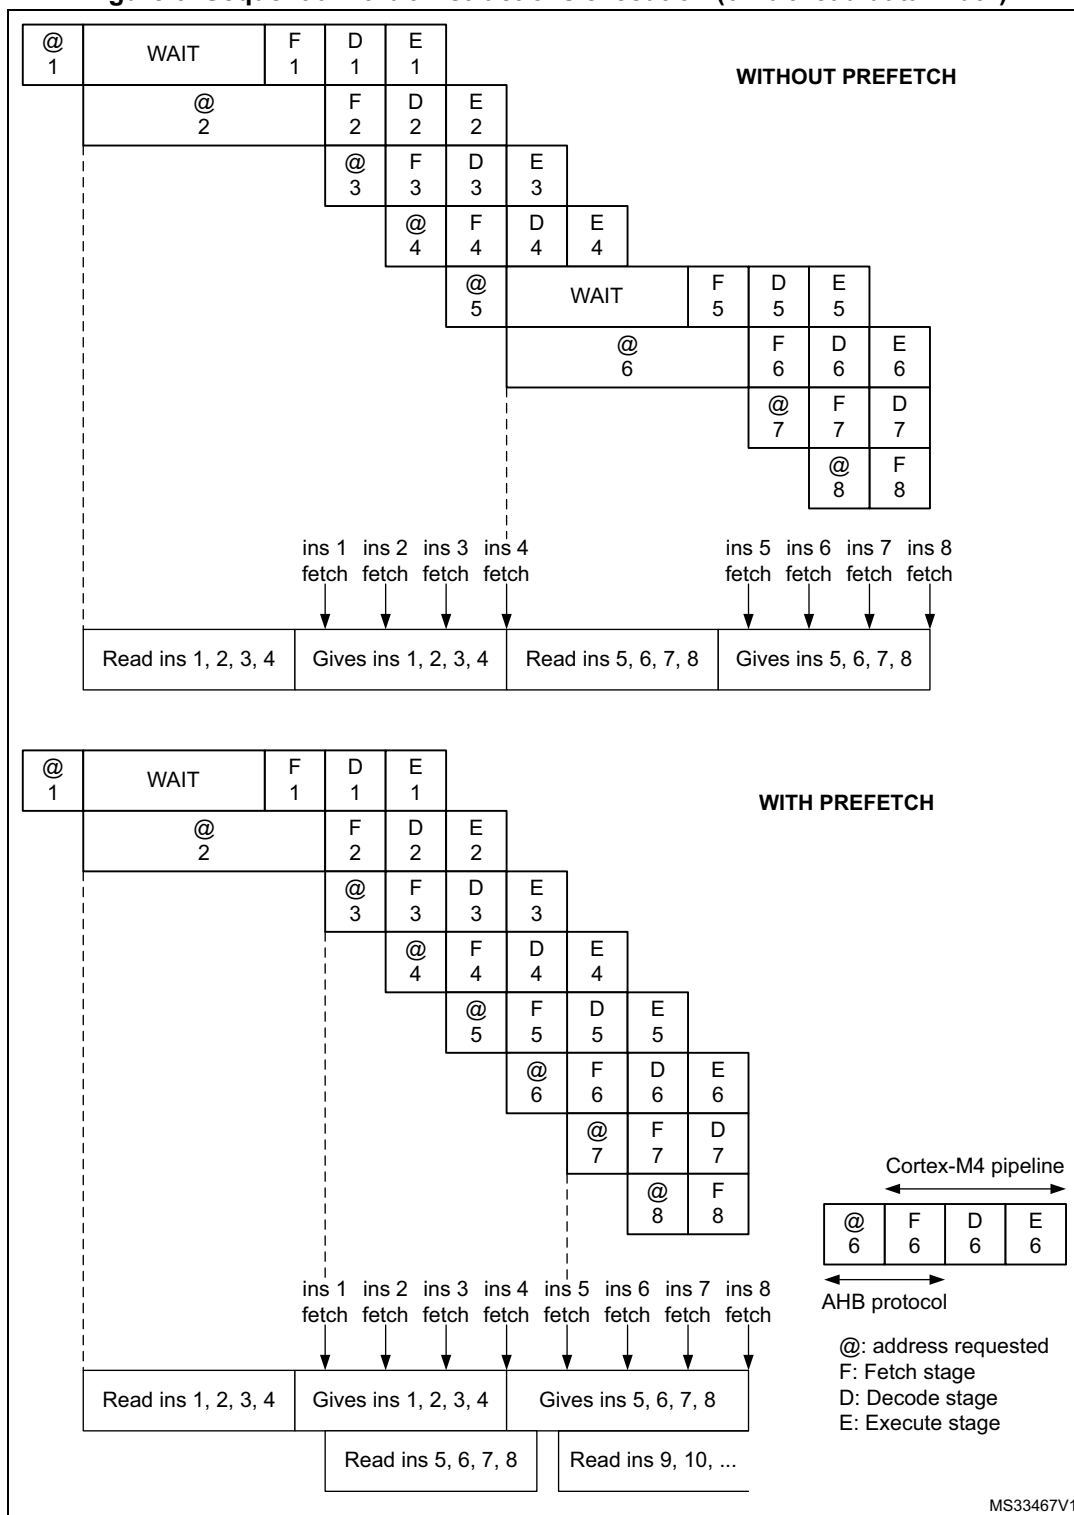 @ WAIT F D E
1 1 1 1
WITHOUT PREFETCH
@ F D E
2 2 2 2
@ F D E
3 3 3 3
@ F D E
4 4 4 4
@ WAIT F D E
5 5 5 5
@ F D E
6 6 6 6
@ F D
7 7 7
@ F
8 8
ins 1 ins 2 ins 3 ins 4 ins 5 ins 6 ins 7 ins 8
fetch fetch fetch fetch fetch fetch fetch fetch
Read ins 1, 2, 3, 4 Gives ins 1, 2, 3, 4 Read ins 5, 6, 7, 8 Gives ins 5, 6, 7, 8
@ WAIT F D E
1 1 1 1
WITH PREFETCH
@ F D E
2 2 2 2
@ F D E
3 3 3 3
@ F D E
4 4 4 4
@ F D E
5 5 5 5
@ F D E
6 6 6 6
@ F D
7 7 7
@ F
8 8
Cortex-M4 pipeline
@ F D E
6 6 6 6
AHB protocol
@: address requested
F: Fetch stage
D: Decode stage
E: Execute stage
ins 1 ins 2 ins 3 ins 4 ins 5 ins 6 ins 7 ins 8
fetch fetch fetch fetch fetch fetch fetch fetch
Read ins 1, 2, 3, 4 Gives ins 1, 2, 3, 4 Gives ins 5, 6, 7, 8
Read ins 5, 6, 7, 8 Read ins 9, 10, ...
MS33467V1